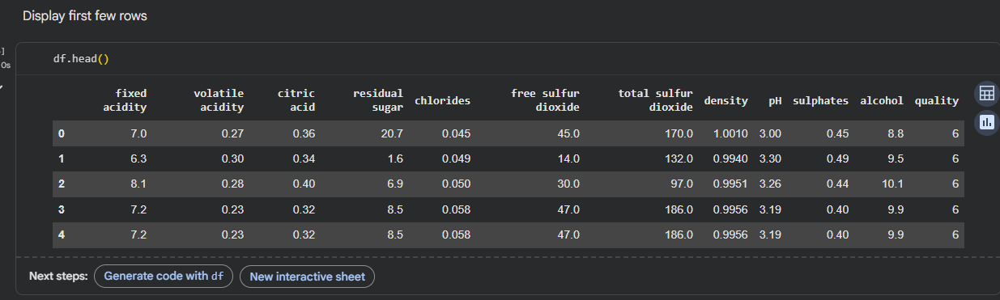 Display first few rows
]
0s
df.head()
fixed acidity volatile acidity citric acid residual sugar chlorides free sulfur dioxide total sulfur dioxide density pH sulphates alcohol quality
0 7.0 0.27 0.36 20.7 0.045 45.0 170.0 1.0010 3.00 0.45 8.8 6
1 6.3 0.30 0.34 1.6 0.049 14.0 132.0 0.9940 3.30 0.49 9.5 6
2 8.1 0.28 0.40 6.9 0.050 30.0 97.0 0.9951 3.26 0.44 10.1 6
3 7.2 0.23 0.32 8.5 0.058 47.0 186.0 0.9956 3.19 0.40 9.9 6
4 7.2 0.23 0.32 8.5 0.058 47.0 186.0 0.9956 3.19 0.40 9.9 6
Next steps: Generate code with df New interactive sheet